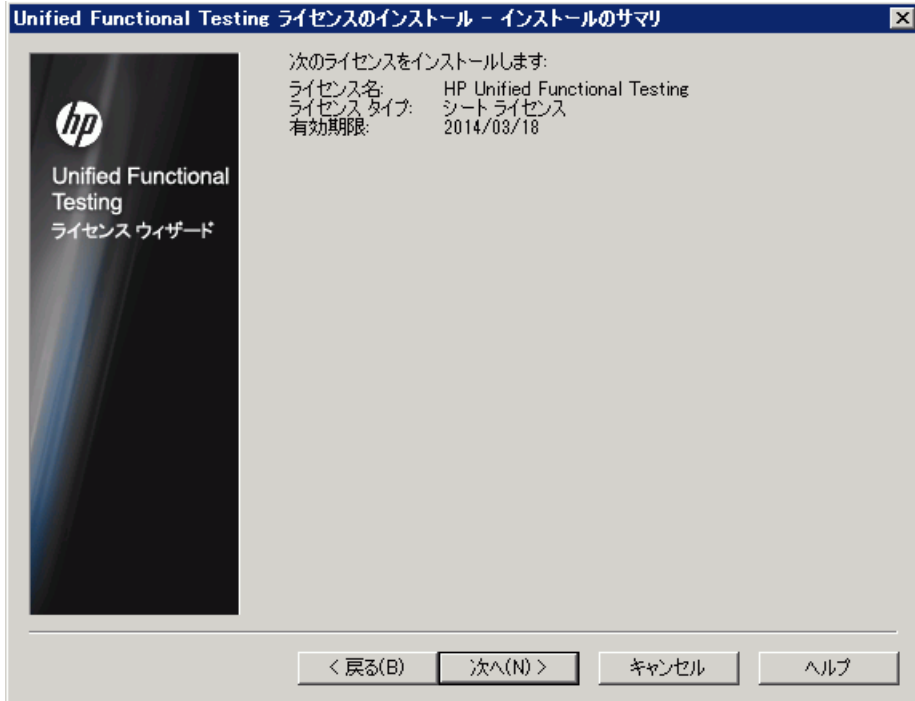 Unified Functional Testing ライセンスのインストール - インストールのサマリ
hp
Unified Functional
Testing
ライセンス ウィザード
次のライセンスをインストールします:
ライセンス名: HP Unified Functional Testing
ライセンス タイプ: シート ライセンス
有効期限: 2014/03/18
< 戻る(B)
次へ(N) >
キャンセル
ヘルプ